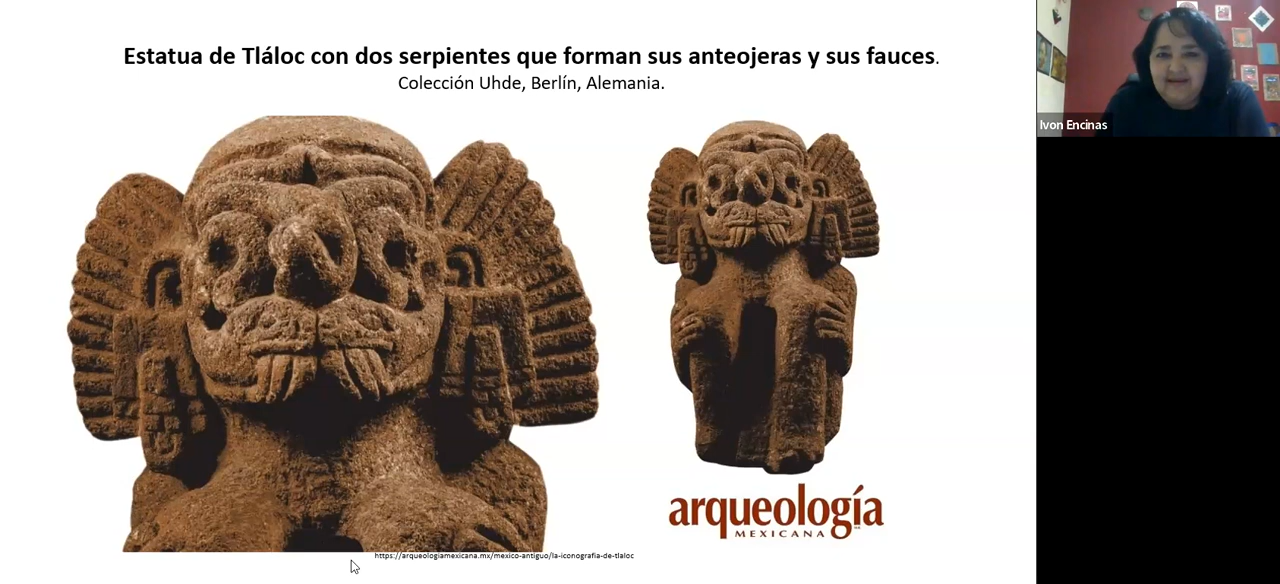 Estatua de Tláloc con dos serpientes que forman sus anteojeras y sus fauces.
Colección Uhde, Berlín, Alemania.
Ivon Encinas
arqueología
MEXICANA
https://arqueologiamexicana.mx/mexico-antiguo/la-iconografia-de-tlaloc